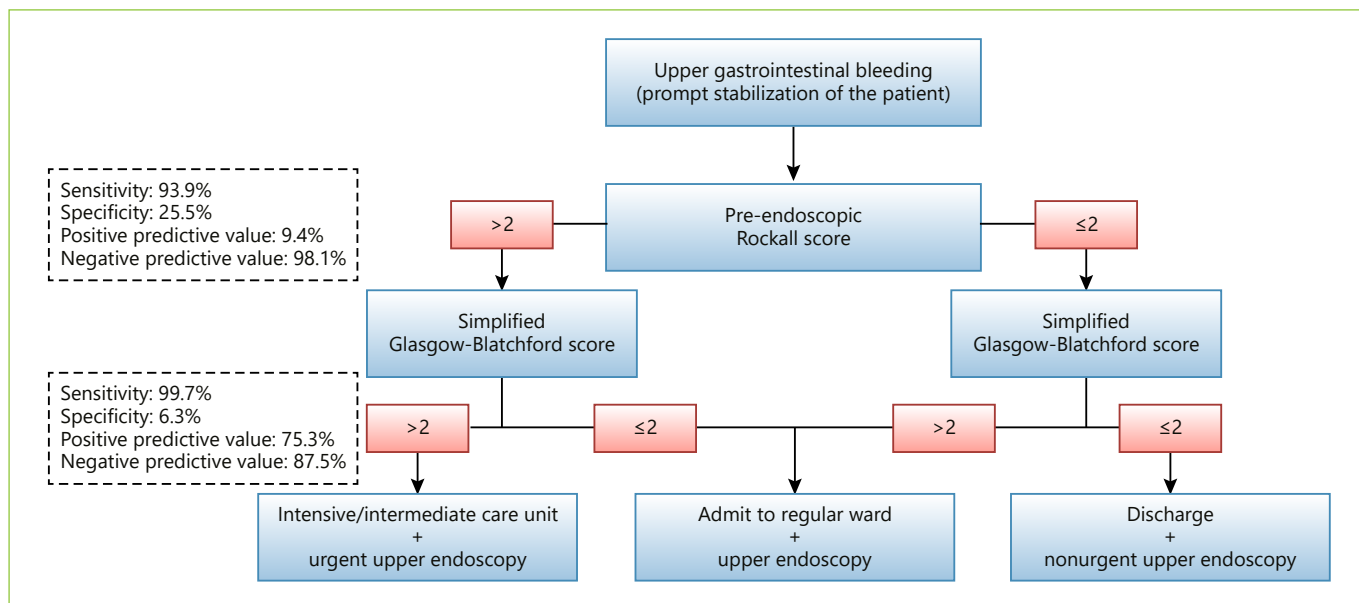 Upper gastrointestinal bleeding
(prompt stabilization of the patient)
Sensitivity: 93.9%
Specificity: 25.5%
Positive predictive value: 9.4%
Negative predictive value: 98.1%
>2
Pre-endoscopic
Rockall score
≤2
Simplified
Glasgow-Blatchford score
Simplified
Glasgow-Blatchford score
Sensitivity: 99.7%
Specificity: 6.3%
Positive predictive value: 75.3%
Negative predictive value: 87.5%
>2
≤2
>2
≤2
Intensive/intermediate care unit
+
urgent upper endoscopy
Admit to regular ward
+
upper endoscopy
Discharge
+
nonurgent upper endoscopy